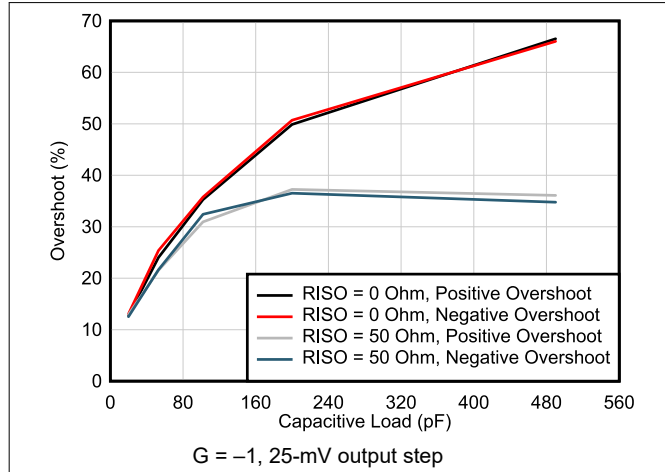 70
60
50
40
30
20
10
0
Overshoot (%)
RISO = 0 Ohm, Positive Overshoot
RISO = 0 Ohm, Negative Overshoot
RISO = 50 Ohm, Positive Overshoot
RISO = 50 Ohm, Negative Overshoot
0 80 160 240 320 400 480 560
Capacitive Load (pF)
G = –1, 25-mV output step